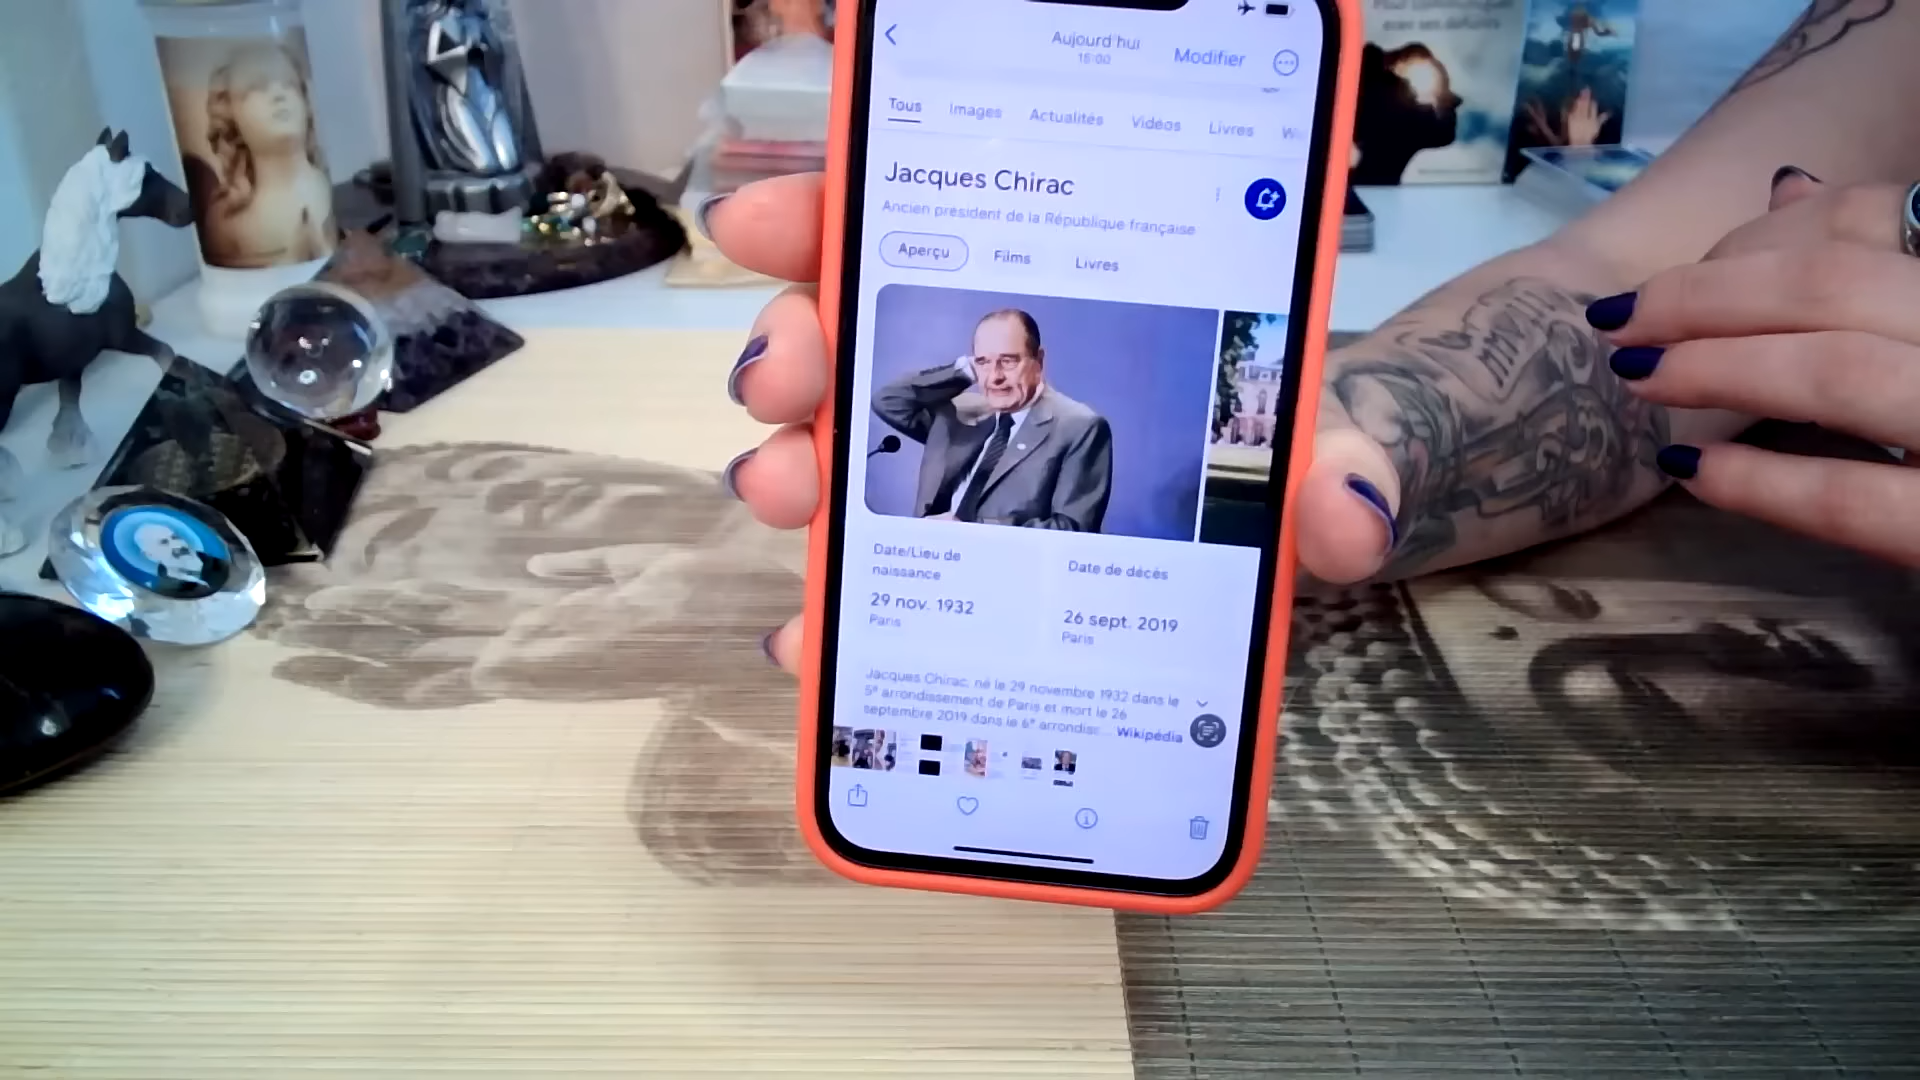 Aujourd'hui
15:00
Modifier
Tous Images Actualités Vidéos Livres
Jacques Chirac
Ancien président de la République française
Aperçu Films Livres
Date/Lieu de
naissance
29 nov. 1932
Paris
Date de décès
26 sept. 2019
Paris
Jacques Chirac, né le 29 novembre 1932 dans le
5e arrondissement de Paris et mort le 26
septembre 2019 dans le 6e arrondiss... Wikipédia
avec ses défunts